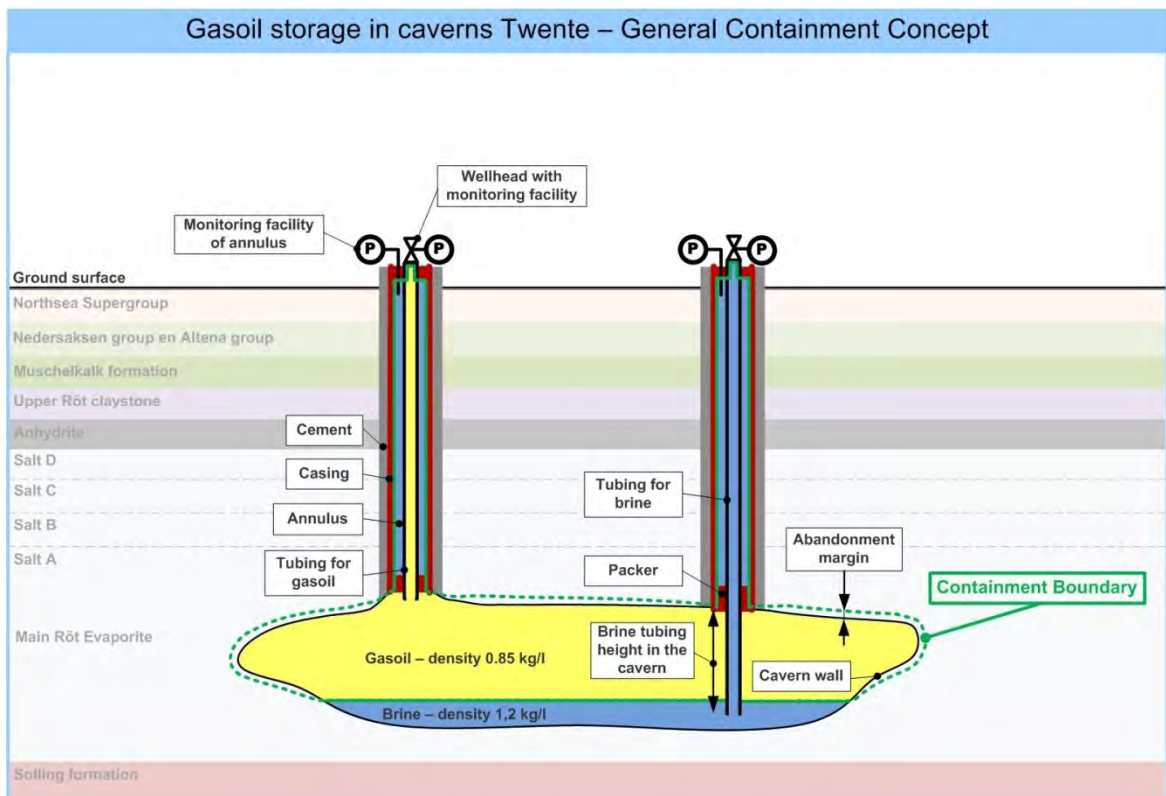 Gasoil storage in caverns Twente – General Containment Concept
Wellhead with
monitoring facility
Monitoring facility
of annulus
P
P
P
P
Ground surface
Northsea Supergroup
Nedersaksen group en Altena group
Muschelkalk formation
Upper Röt claystone
Anhydrite
Cement
Salt D
Casing
Salt C
Tubing for
brine
Annulus
Salt B
Abandonment
margin
Salt A
Tubing for
gasoil
Packer
Containment Boundary
Main Röt Evaporite
Brine tubing
height in the
cavern
Gasoil – density 0.85 kg/l
Cavern wall
Brine – density 1,2 kg/l
Solling formation